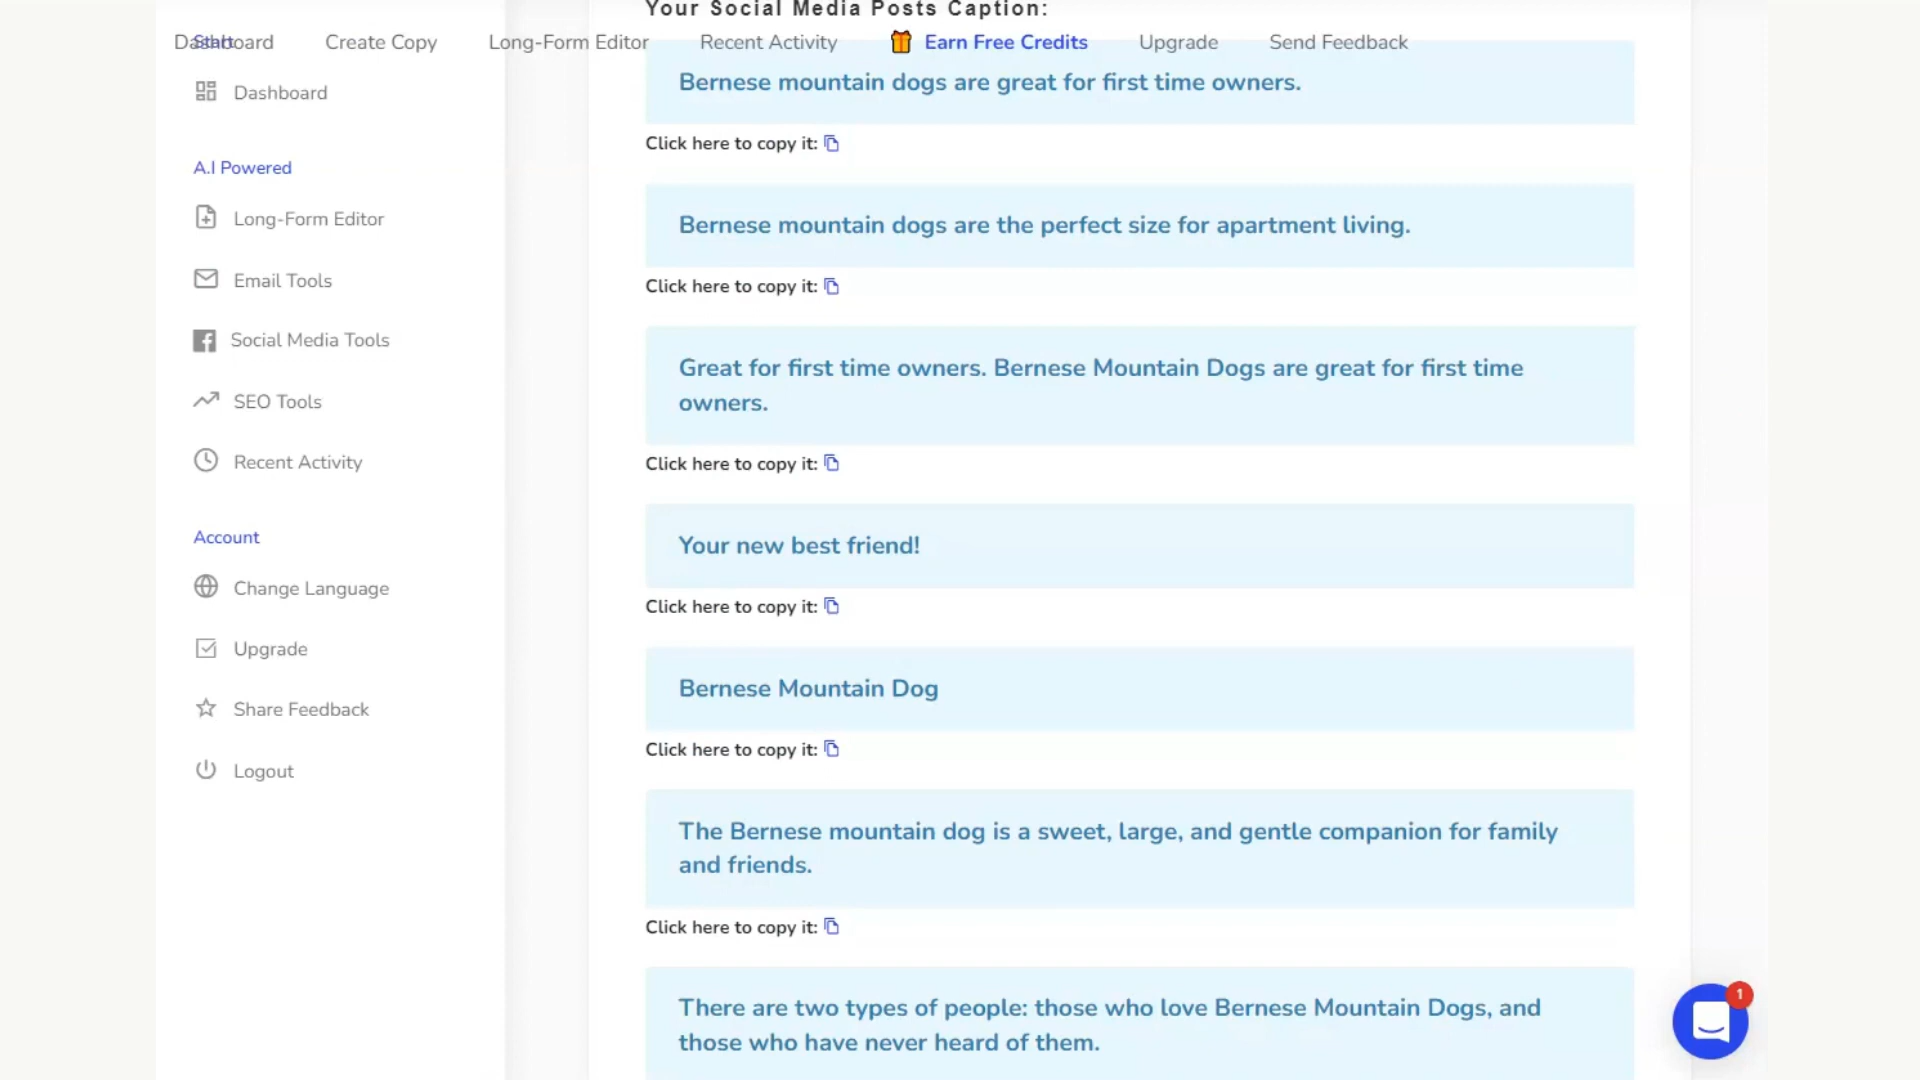 Your Social Media Posts Caption:
Dashboard
Start
Create Copy
Long-Form Editor
Recent Activity
Earn Free Credits
Upgrade
Send Feedback
Dashboard
A.I Powered
Long-Form Editor
Email Tools
Social Media Tools
SEO Tools
Recent Activity
Account
Change Language
Upgrade
Share Feedback
Logout
Bernese mountain dogs are great for first time owners.
Click here to copy it:
Bernese mountain dogs are the perfect size for apartment living.
Click here to copy it:
Great for first time owners. Bernese Mountain Dogs are great for first time
owners.
Click here to copy it:
Your new best friend!
Click here to copy it:
Bernese Mountain Dog
Click here to copy it:
The Bernese mountain dog is a sweet, large, and gentle companion for family
and friends.
Click here to copy it:
There are two types of people: those who love Bernese Mountain Dogs, and
those who have never heard of them.
1